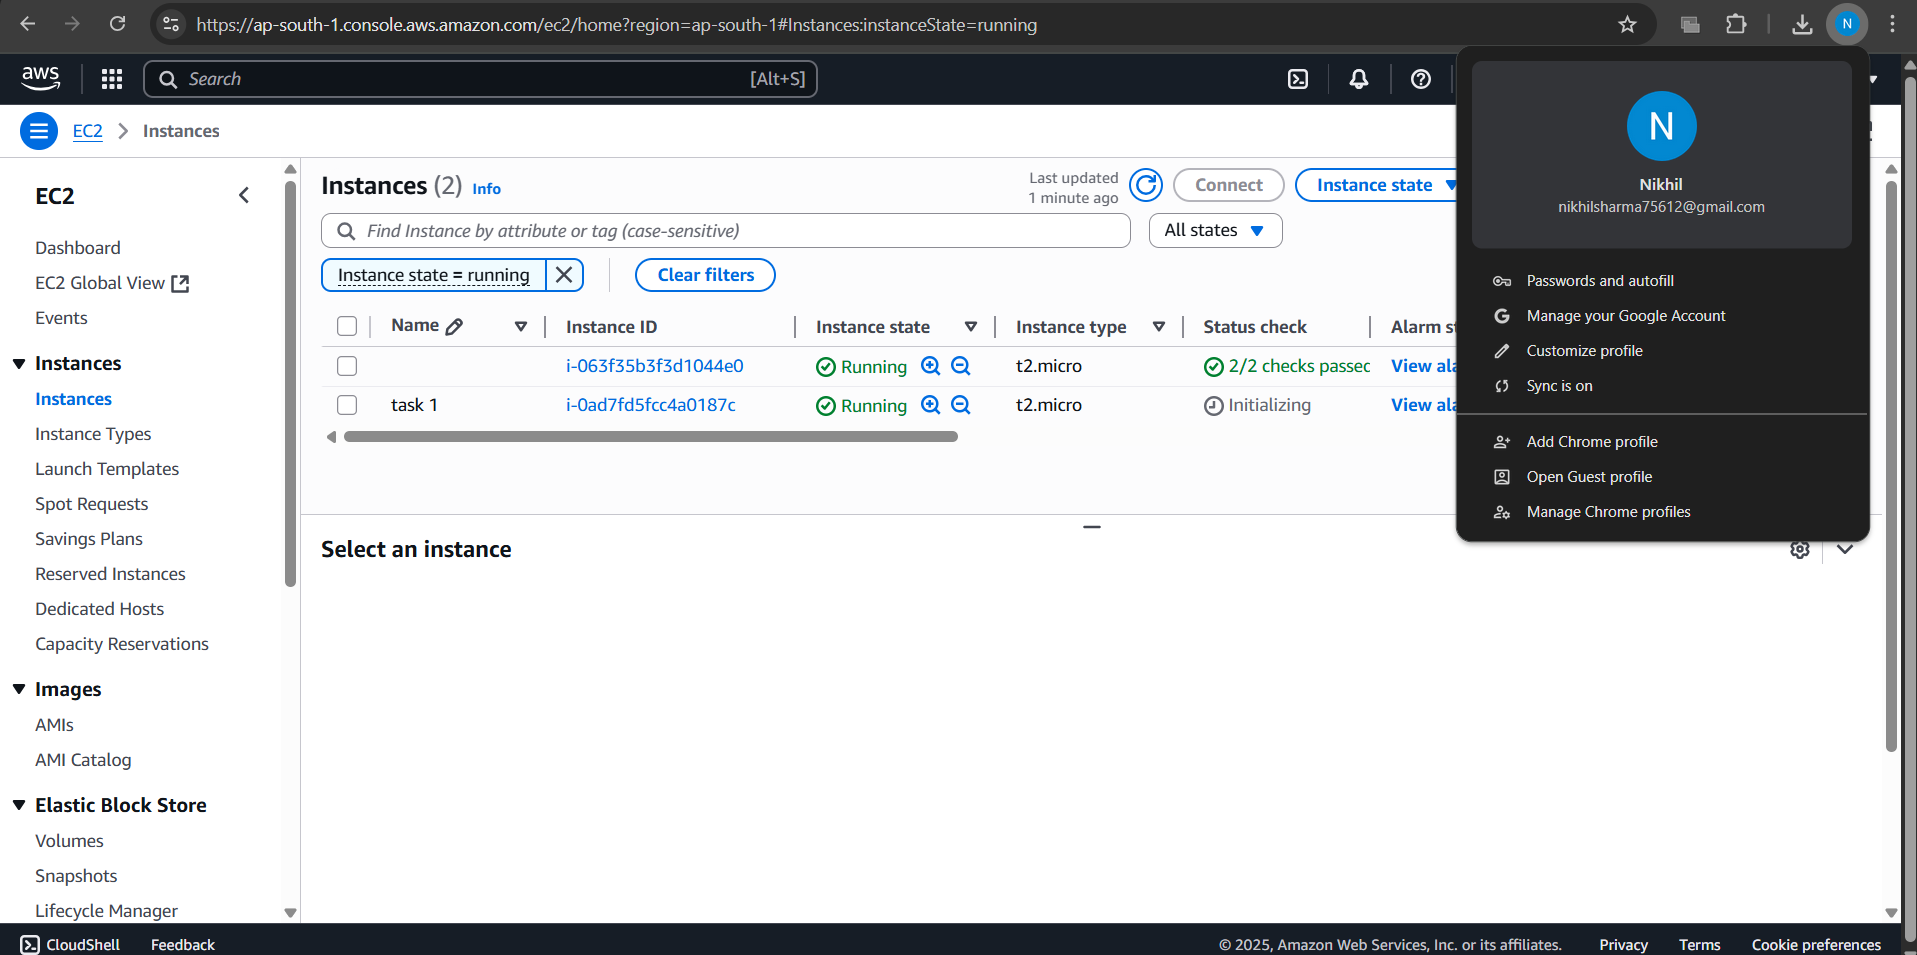 https://ap-south-1.console.aws.amazon.com/ec2/home?region=ap-south-1#Instances:instanceState=running
N
aws
Search
[Alt+S]
EC2
Instances
N
Nikhil
nikhilsharma75612@gmail.com
Passwords and autofill
G
Manage your Google Account
Customize profile
Sync is on
Add Chrome profile
Open Guest profile
Manage Chrome profiles
EC2
Dashboard
EC2 Global View
Events
Instances
Instances
Instance Types
Launch Templates
Spot Requests
Savings Plans
Reserved Instances
Dedicated Hosts
Capacity Reservations
Images
AMIs
AMI Catalog
Elastic Block Store
Volumes
Snapshots
Lifecycle Manager
Instances (2) Info
Last updated
1 minute ago
Connect
Instance state
Find Instance by attribute or tag (case-sensitive)
All states
Instance state = running
Clear filters
Name Instance ID Instance state Instance type Status check Alarm st
i-063f35b3f3d1044e0 Running t2.micro 2/2 checks passed View ala
task 1 i-0ad7fd5fcc4a0187c Running t2.micro Initializing View ala
Select an instance
CloudShell Feedback
© 2025, Amazon Web Services, Inc. or its affiliates. Privacy Terms Cookie preferences